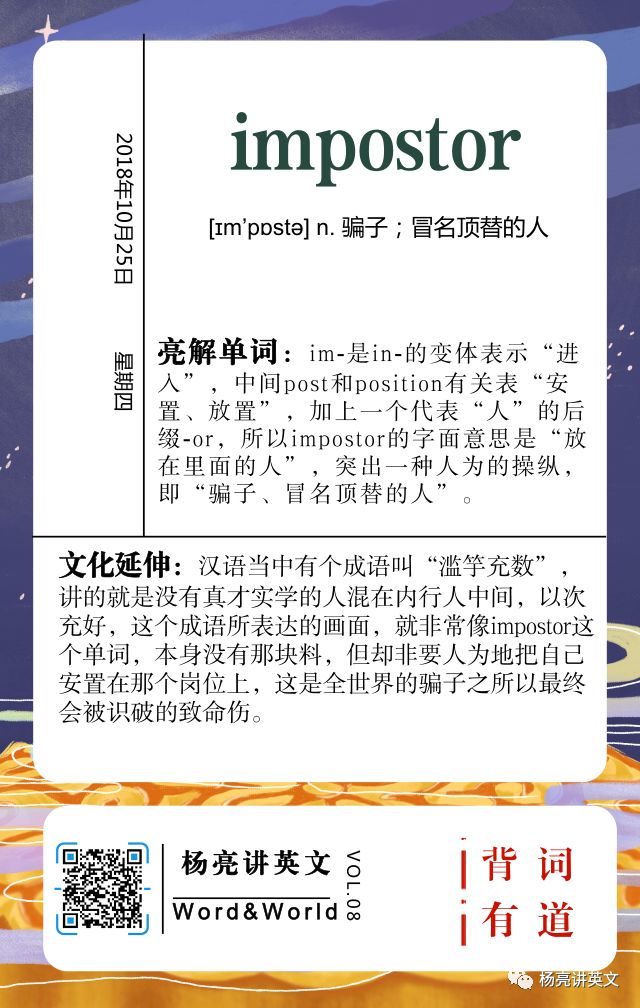 impostor
[ɪm'pɒstə] n. 骗子；冒名顶替的人
2018年10月25日
星期四
亮解单词：im-是in-的变体表示“进
入”，中间post和position有关表“安
置、放置”，加上一个代表“人”的后
缀-or，所以impostor的字面意思是“放
在里面的人”，突出一种人为的操纵，
即“骗子、冒名顶替的人”。
文化延伸：汉语当中有个成语叫“滥竽充数”，
讲的就是没有真才实学的人混在内行人中间，以次
充好，这个成语所表达的画面，就非常像impostor这
个单词，本身没有那块料，但却非要人为地把自己
安置在那个岗位上，这是全世界的骗子之所以最终
会被识破的致命伤。
杨亮讲英文
Word&World
VOL.08
背词
有道
杨亮讲英文